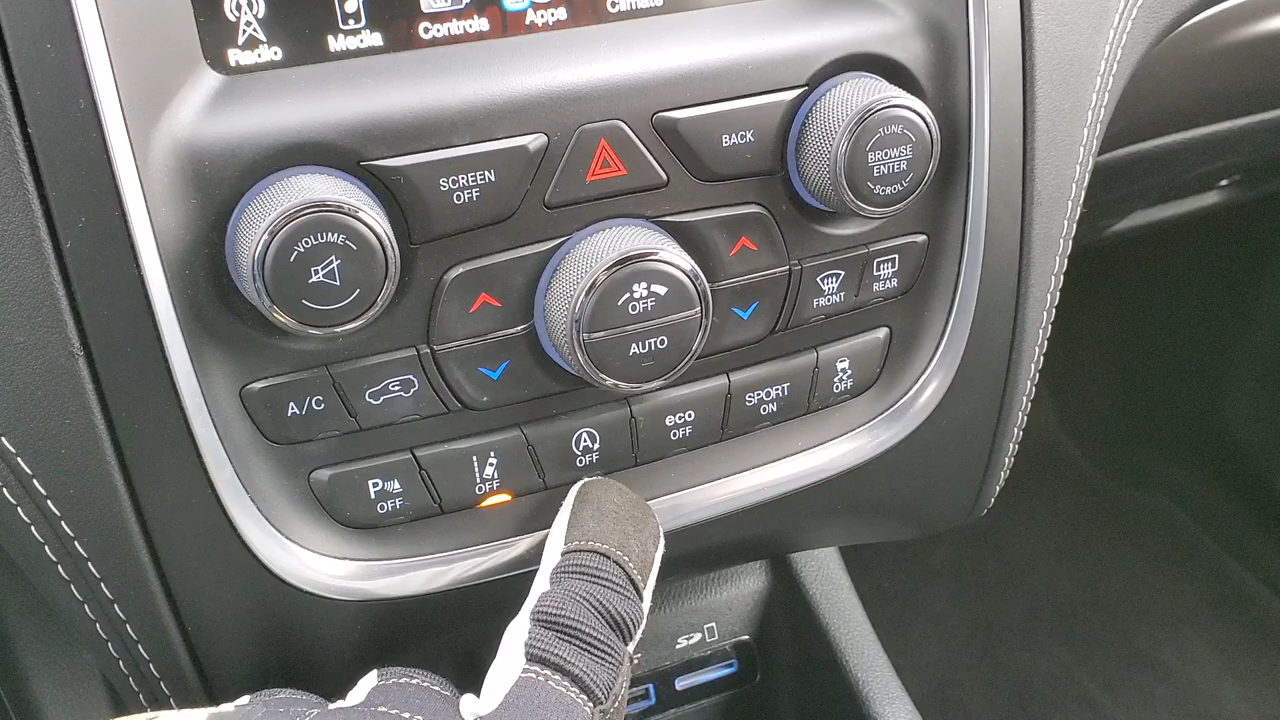 Radio
Media
Controls
Apps
Climate
SCREEN
OFF
BACK
TUNE
BROWSE
ENTER
SCROLL
VOLUME
OFF
AUTO
FRONT
REAR
A/C
P
OFF
OFF
A
OFF
eco
OFF
SPORT
ON
OFF
SD